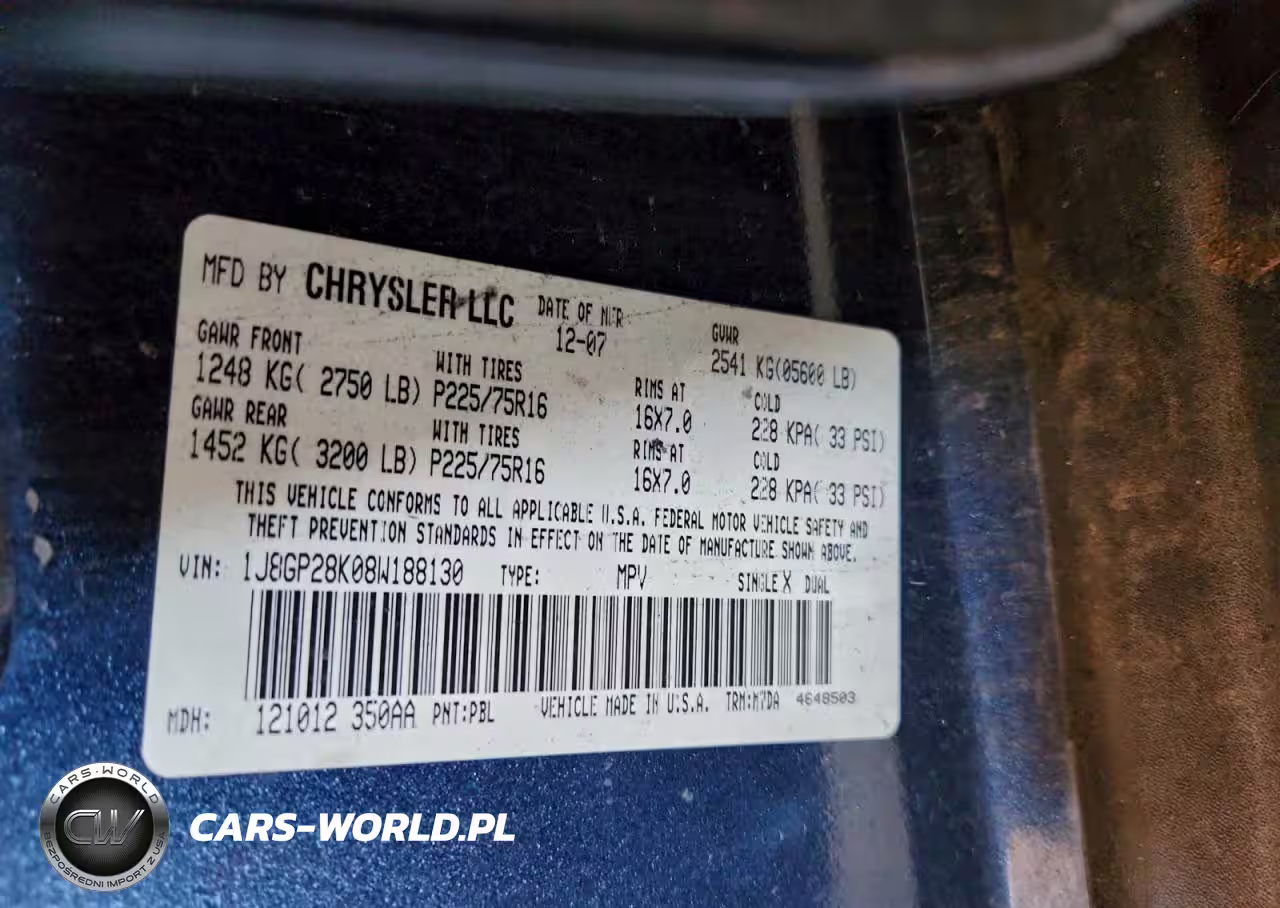 MFD BY CHRYSLER LLC DATE OF MFR GVWR
12-07 2541 KG(05600 LB)
GAWR FRONT WITH TIRES RIMS AT COLD
1248 KG( 2750 LB) P225/75R16 16X7.0 228 KPA( 33 PSI)
GAWR REAR WITH TIRES RIMS AT COLD
1452 KG( 3200 LB) P225/75R16 16X7.0 228 KPA( 33 PSI)
THIS VEHICLE CONFORMS TO ALL APPLICABLE U.S.A. FEDERAL MOTOR VEHICLE SAFETY AND
THEFT PREVENTION STANDARDS IN EFFECT ON THE DATE OF MANUFACTURE SHOWN ABOVE.
VIN: 1J8GP28K08W188130 TYPE: MPV SINGLE X DUAL
MDH: 121012 350AA PNT:PBL VEHICLE MADE IN U.S.A. TRM:M7DA 4648503
CARS-WORLD
CW
BEZPOŚREDNI IMPORT Z USA
CARS-WORLD.PL